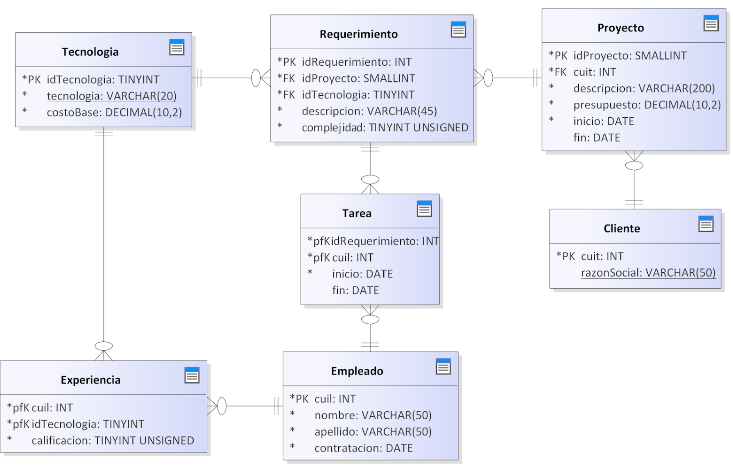 Tecnologia
*PK idTecnologia: TINYINT
* tecnologia: VARCHAR(20)
* costoBase: DECIMAL(10,2)
Requerimiento
*PK idRequerimiento: INT
*FK idProyecto: SMALLINT
*FK idTecnologia: TINYINT
* descripcion: VARCHAR(45)
* complejidad: TINYINT UNSIGNED
Proyecto
*PK idProyecto: SMALLINT
*FK cuit: INT
* descripcion: VARCHAR(200)
* presupuesto: DECIMAL(10,2)
* inicio: DATE
fin: DATE
Tarea
*pfK idRequerimiento: INT
*pfK cuil: INT
* inicio: DATE
fin: DATE
Cliente
*PK cuit: INT
razonSocial: VARCHAR(50)
Experiencia
*pfK cuil: INT
*pfK idTecnologia: TINYINT
* calificacion: TINYINT UNSIGNED
Empleado
*PK cuil: INT
* nombre: VARCHAR(50)
* apellido: VARCHAR(50)
* contratacion: DATE